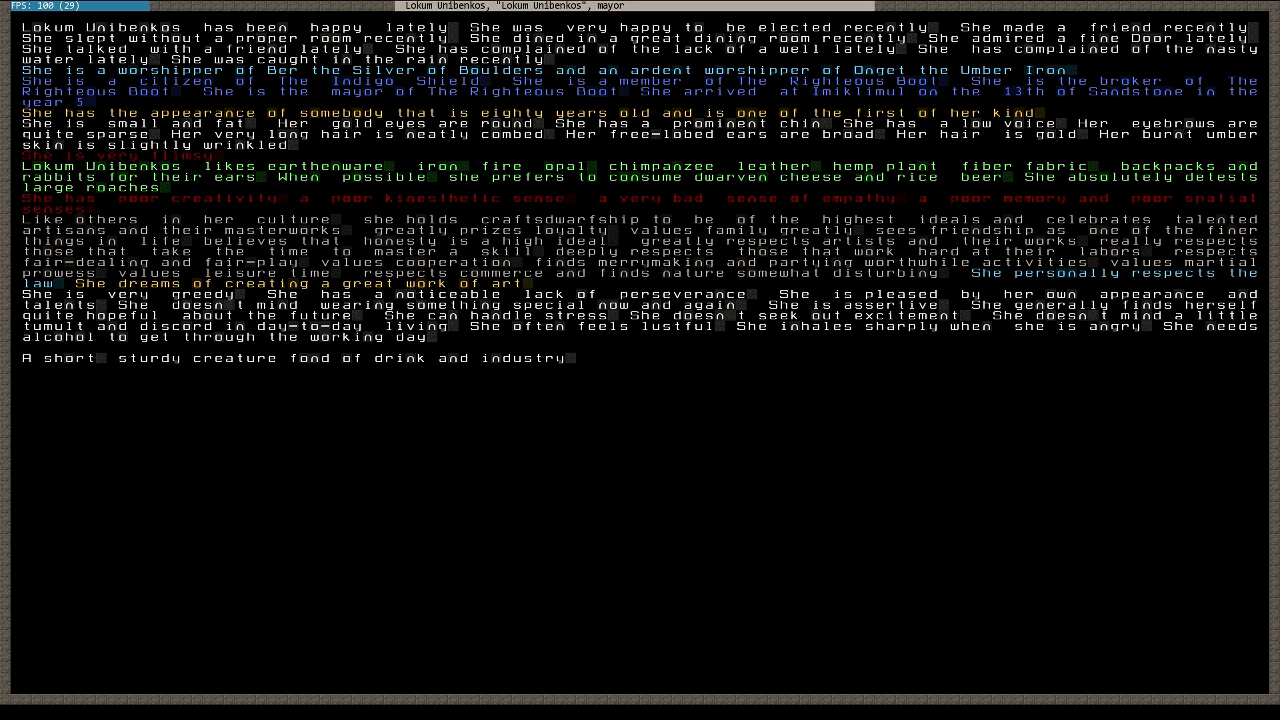 FPS: 100 (29)
Lokum Unibenkos, "Lokum Unibenkos", mayor
Lokum Unibenkos has been happy lately. She was very happy to be elected recently. She made a friend recently.
She slept without a proper room recently. She dined in a great dining room recently. She admired a fine Door lately.
She talked with a friend lately. She has complained of the lack of a well lately. She has complained of the nasty
water lately. She was caught in the rain recently.
She is a worshipper of Ben the Silver of Boulders and an ardent worshipper of Onget the Umber Iron.
She is a citizen of The Indigo Shield. She is a member of The Righteous Boot. She is the broker of The
Righteous Boot. She is the mayor of The Righteous Boot. She arrived at Imiklimul on the 13th of Sandstone in the
year 5.
She has the appearance of somebody that is eighty years old and is one of the first of her kind.
She is small and fat. Her gold eyes are round. She has a prominent chin. She has a low voice. Her eyebrows are
quite sparse. Her very long hair is neatly combed. Her free-lobed ears are broad. Her hair is gold. Her burnt umber
skin is slightly wrinkled.
She is very flimsy.
Lokum Unibenkos likes earthenware, iron, fire opal, chimpanzee leather, hemp plant fiber fabric, backpacks and
rabbits for their ears. When possible, she prefers to consume dwarven cheese and rice beer. She absolutely detests
large roaches.
She has poor creativity, a poor kinesthetic sense, a very bad sense of empathy, a poor memory and poor spatial
senses.
Like others in her culture, she holds craftsdwarfship to be of the highest ideals and celebrates talented
artisans and their masterworks, greatly prizes loyalty, values family greatly, sees friendship as one of the finer
things in life, believes that honesty is a high ideal, greatly respects artists and their works, really respects
those that take the time to master a skill, deeply respects those that work hard at their labors, respects
fair-dealing and fair-play, values cooperation, finds merrymaking and partying worthwhile activities, values martial
prowess, values leisure time, respects commerce and finds nature somewhat disturbing. She personally respects the
law. She dreams of creating a great work of art.
She is very greedy. She has a noticeable lack of perseverance. She is pleased by her own appearance and
talents. She doesn't mind wearing something special now and again. She is assertive. She generally finds herself
quite hopeful about the future. She can handle stress. She doesn't seek out excitement. She doesn't mind a little
tumult and discord in day-to-day living. She often feels lustful. She inhales sharply when she is angry. She needs
alcohol to get through the working day.
A short, sturdy creature fond of drink and industry.